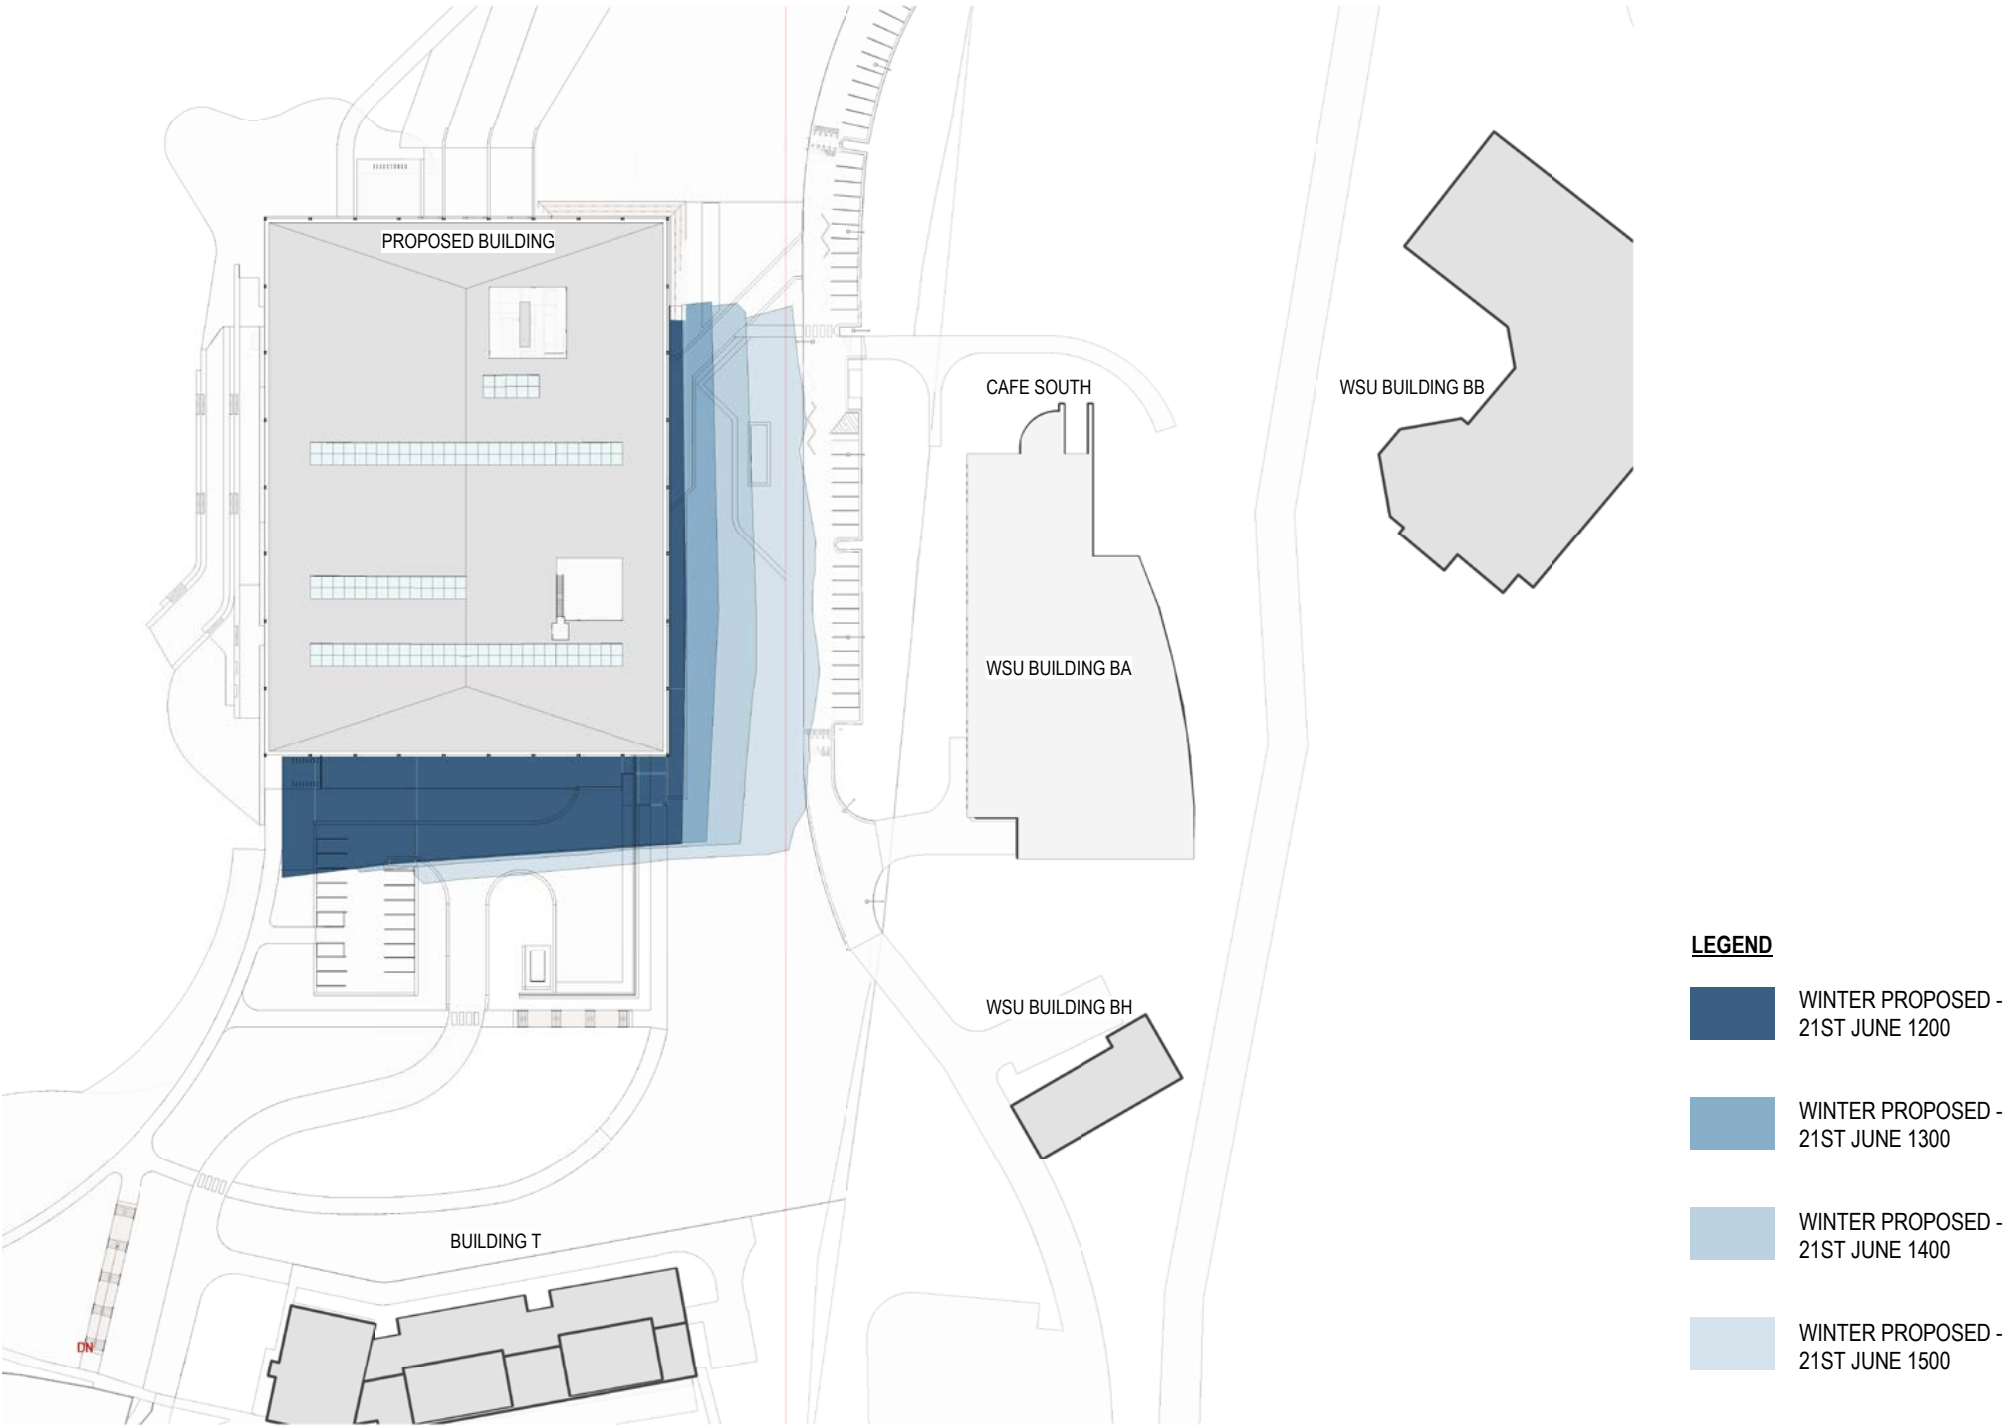 PROPOSED BUILDING
CAFE SOUTH
WSU BUILDING BB
WSU BUILDING BA
LEGEND
WINTER PROPOSED -
21ST JUNE 1200
WSU BUILDING BH
WINTER PROPOSED -
21ST JUNE 1300
WINTER PROPOSED -
21ST JUNE 1400
BUILDING T
WINTER PROPOSED -
21ST JUNE 1500
DN